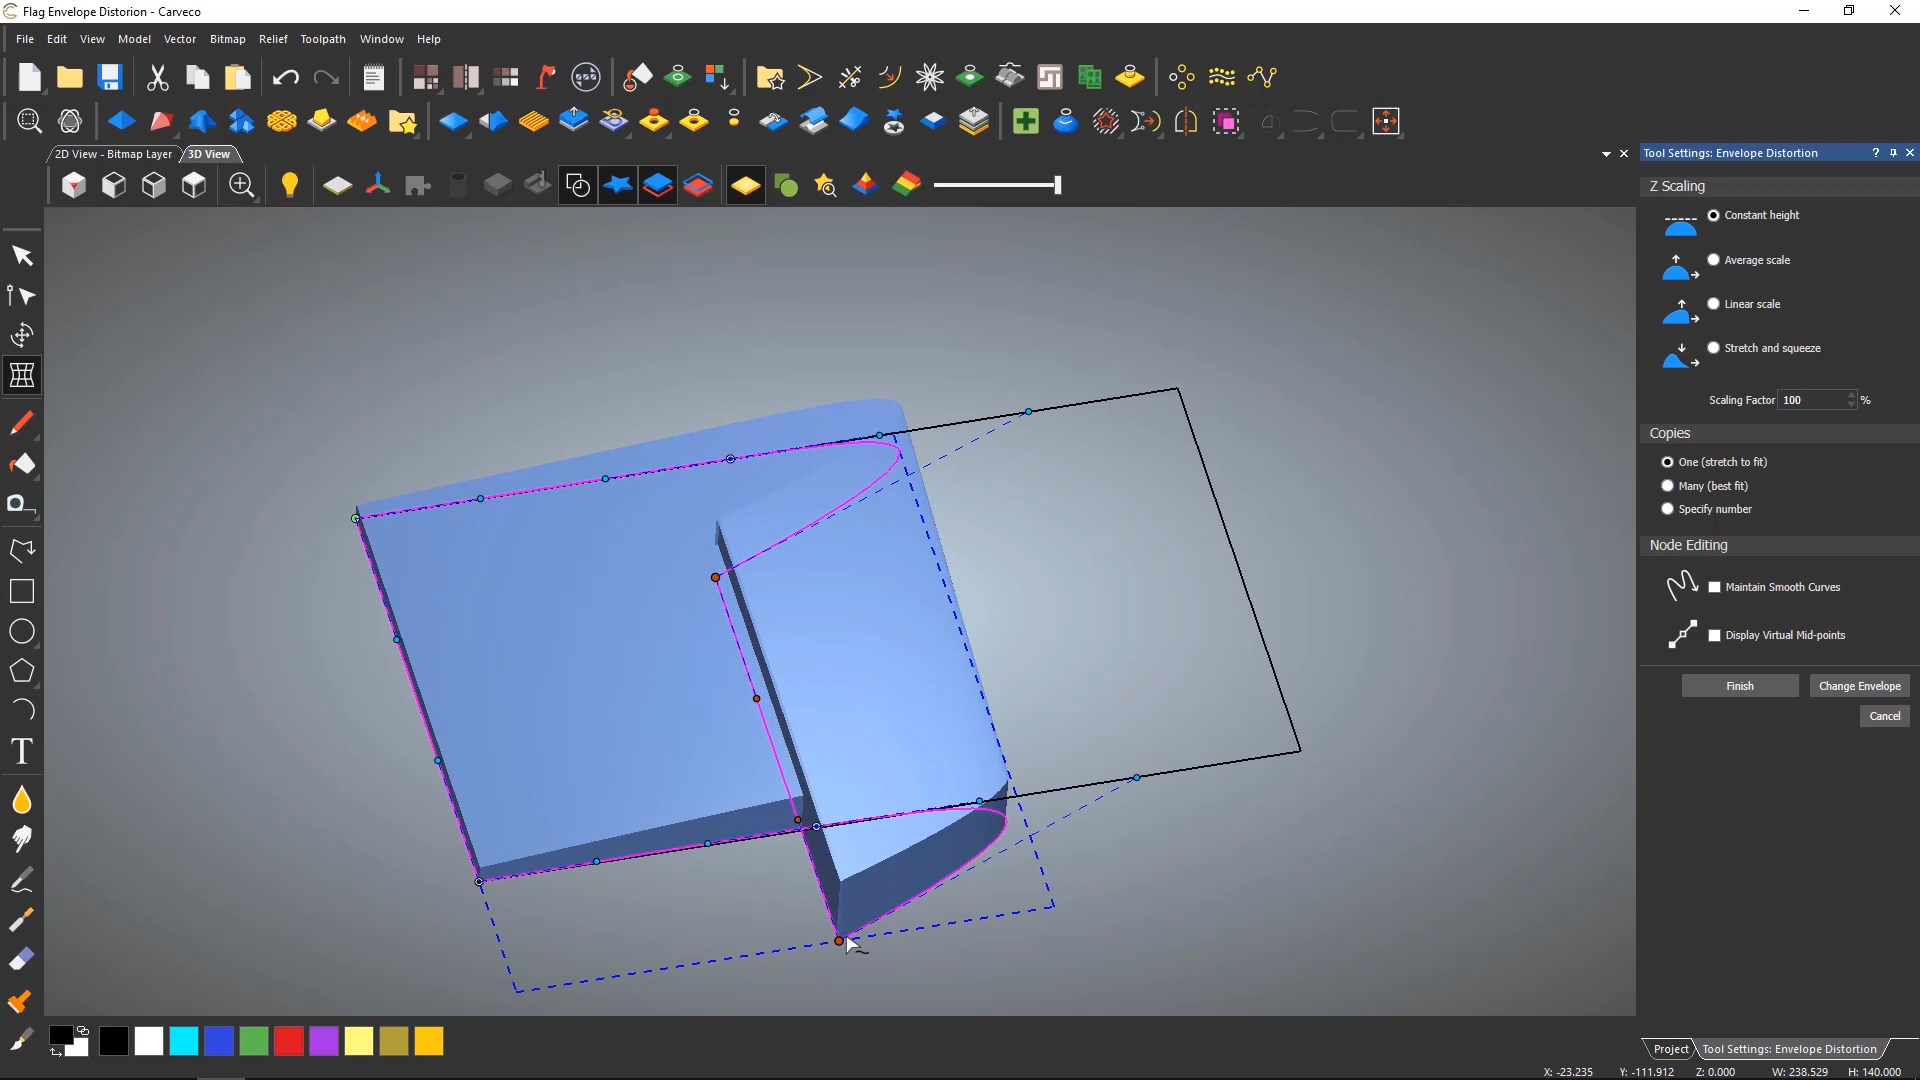 Flag Envelope Distorion - Carveco
File Edit View Model Vector Bitmap Relief Toolpath Window Help
2D View - Bitmap Layer 3D View
Tool Settings: Envelope Distortion ?
Z Scaling
Constant height
Average scale
Linear scale
Stretch and squeeze
Scaling Factor 100 %
Copies
One (stretch to fit)
Many (best fit)
Specify number
Node Editing
Maintain Smooth Curves
Display Virtual Mid-points
Finish Change Envelope
Cancel
T
Project Tool Settings: Envelope Distortion
X: -23.235 Y: -111.912 Z: 0.000 W: 238.529 H: 140.000